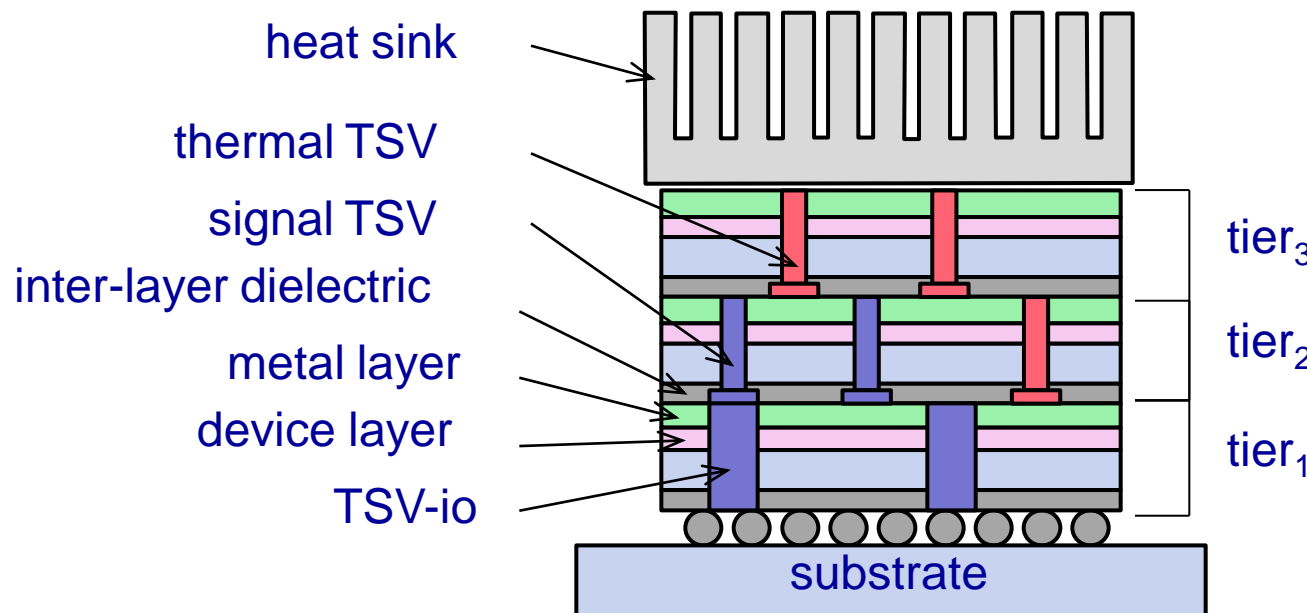 heat sink
thermal TSV
signal TSV
inter-layer dielectric
metal layer
device layer
TSV-io
tier₃
tier₂
tier₁
substrate